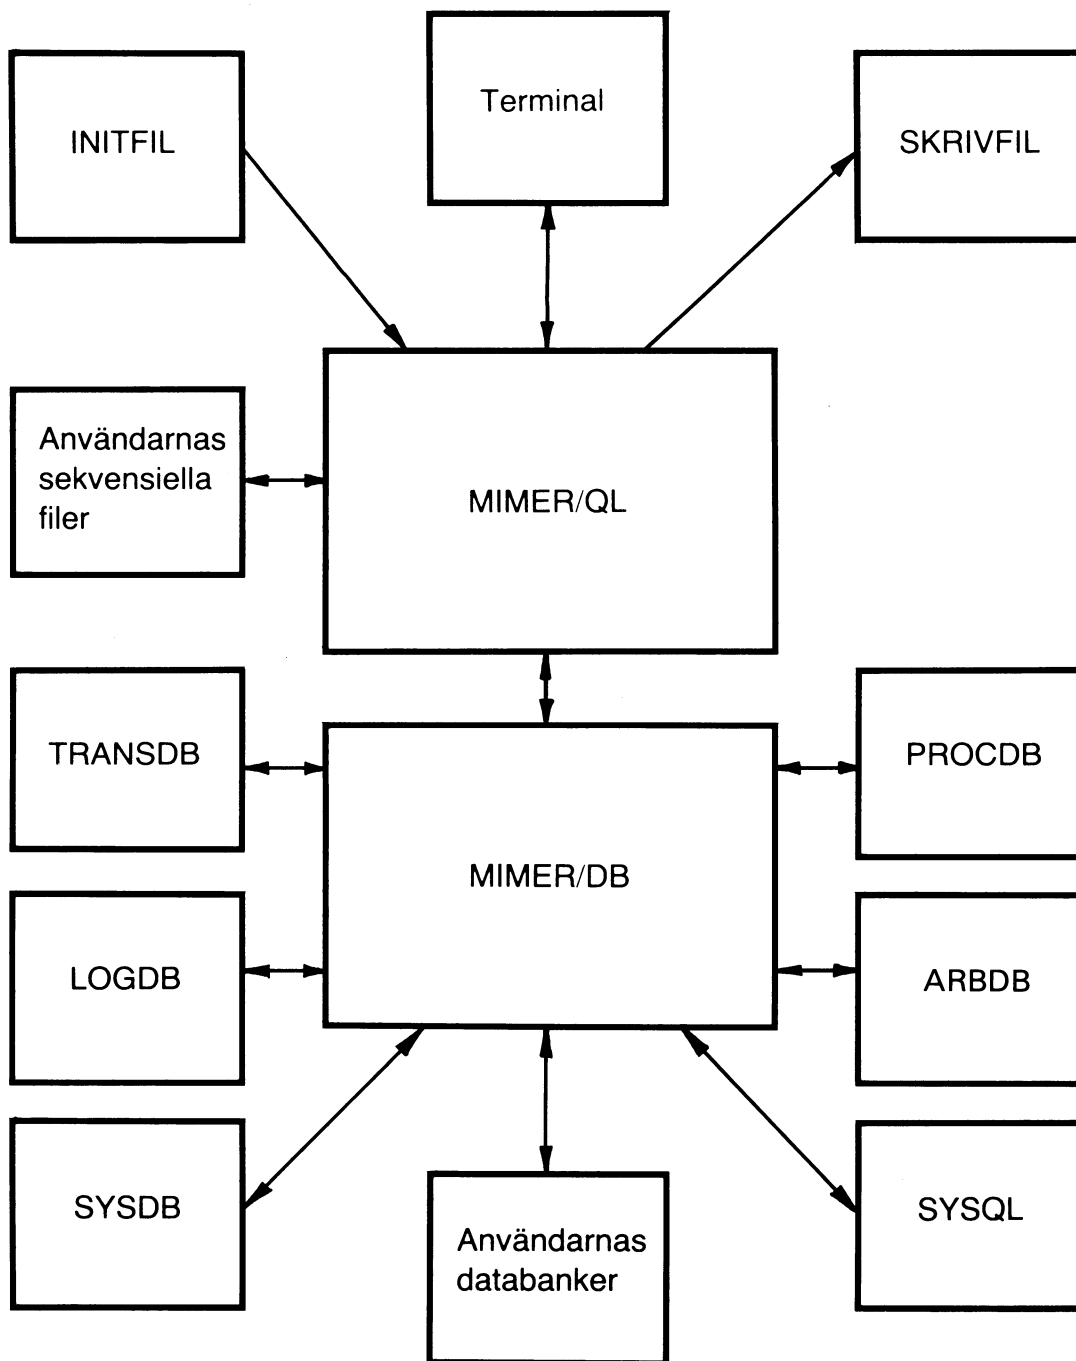 INITFIL
Terminal
SKRIVFIL
Användarnas
sekvensiella
filer
MIMER/QL
TRANSDB
MIMER/DB
PROCDB
LOGDB
ARBDB
SYSDB
Användarnas
databanker
SYSQL